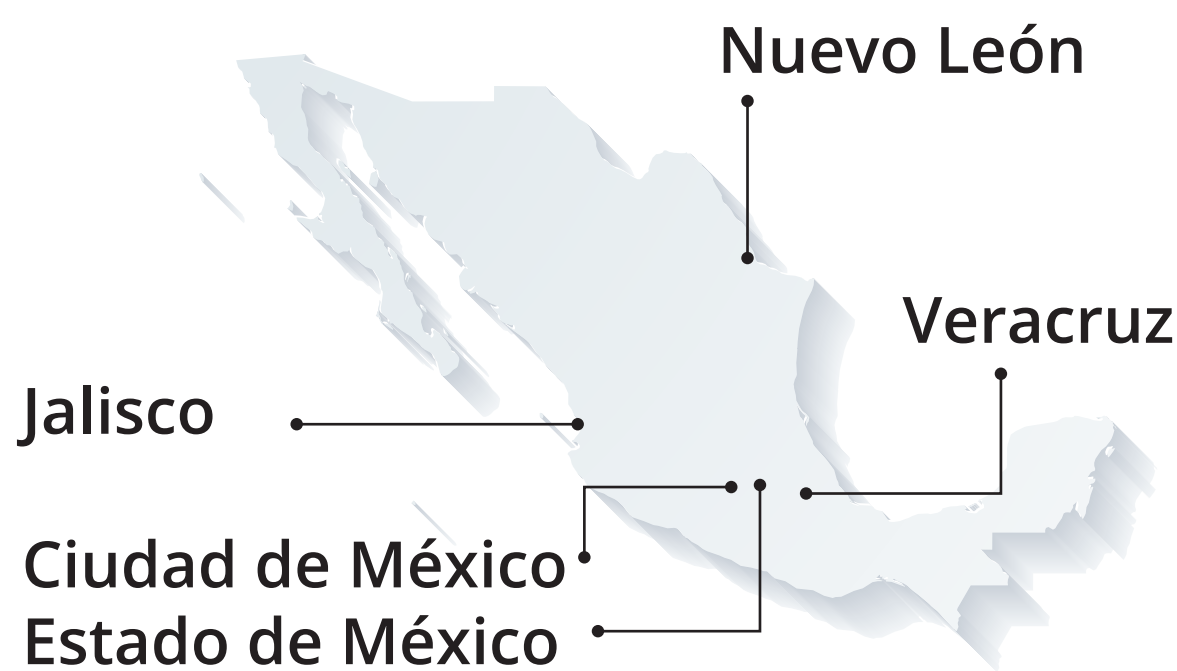 Nuevo León
Veracruz
Jalisco
Ciudad de México
Estado de México